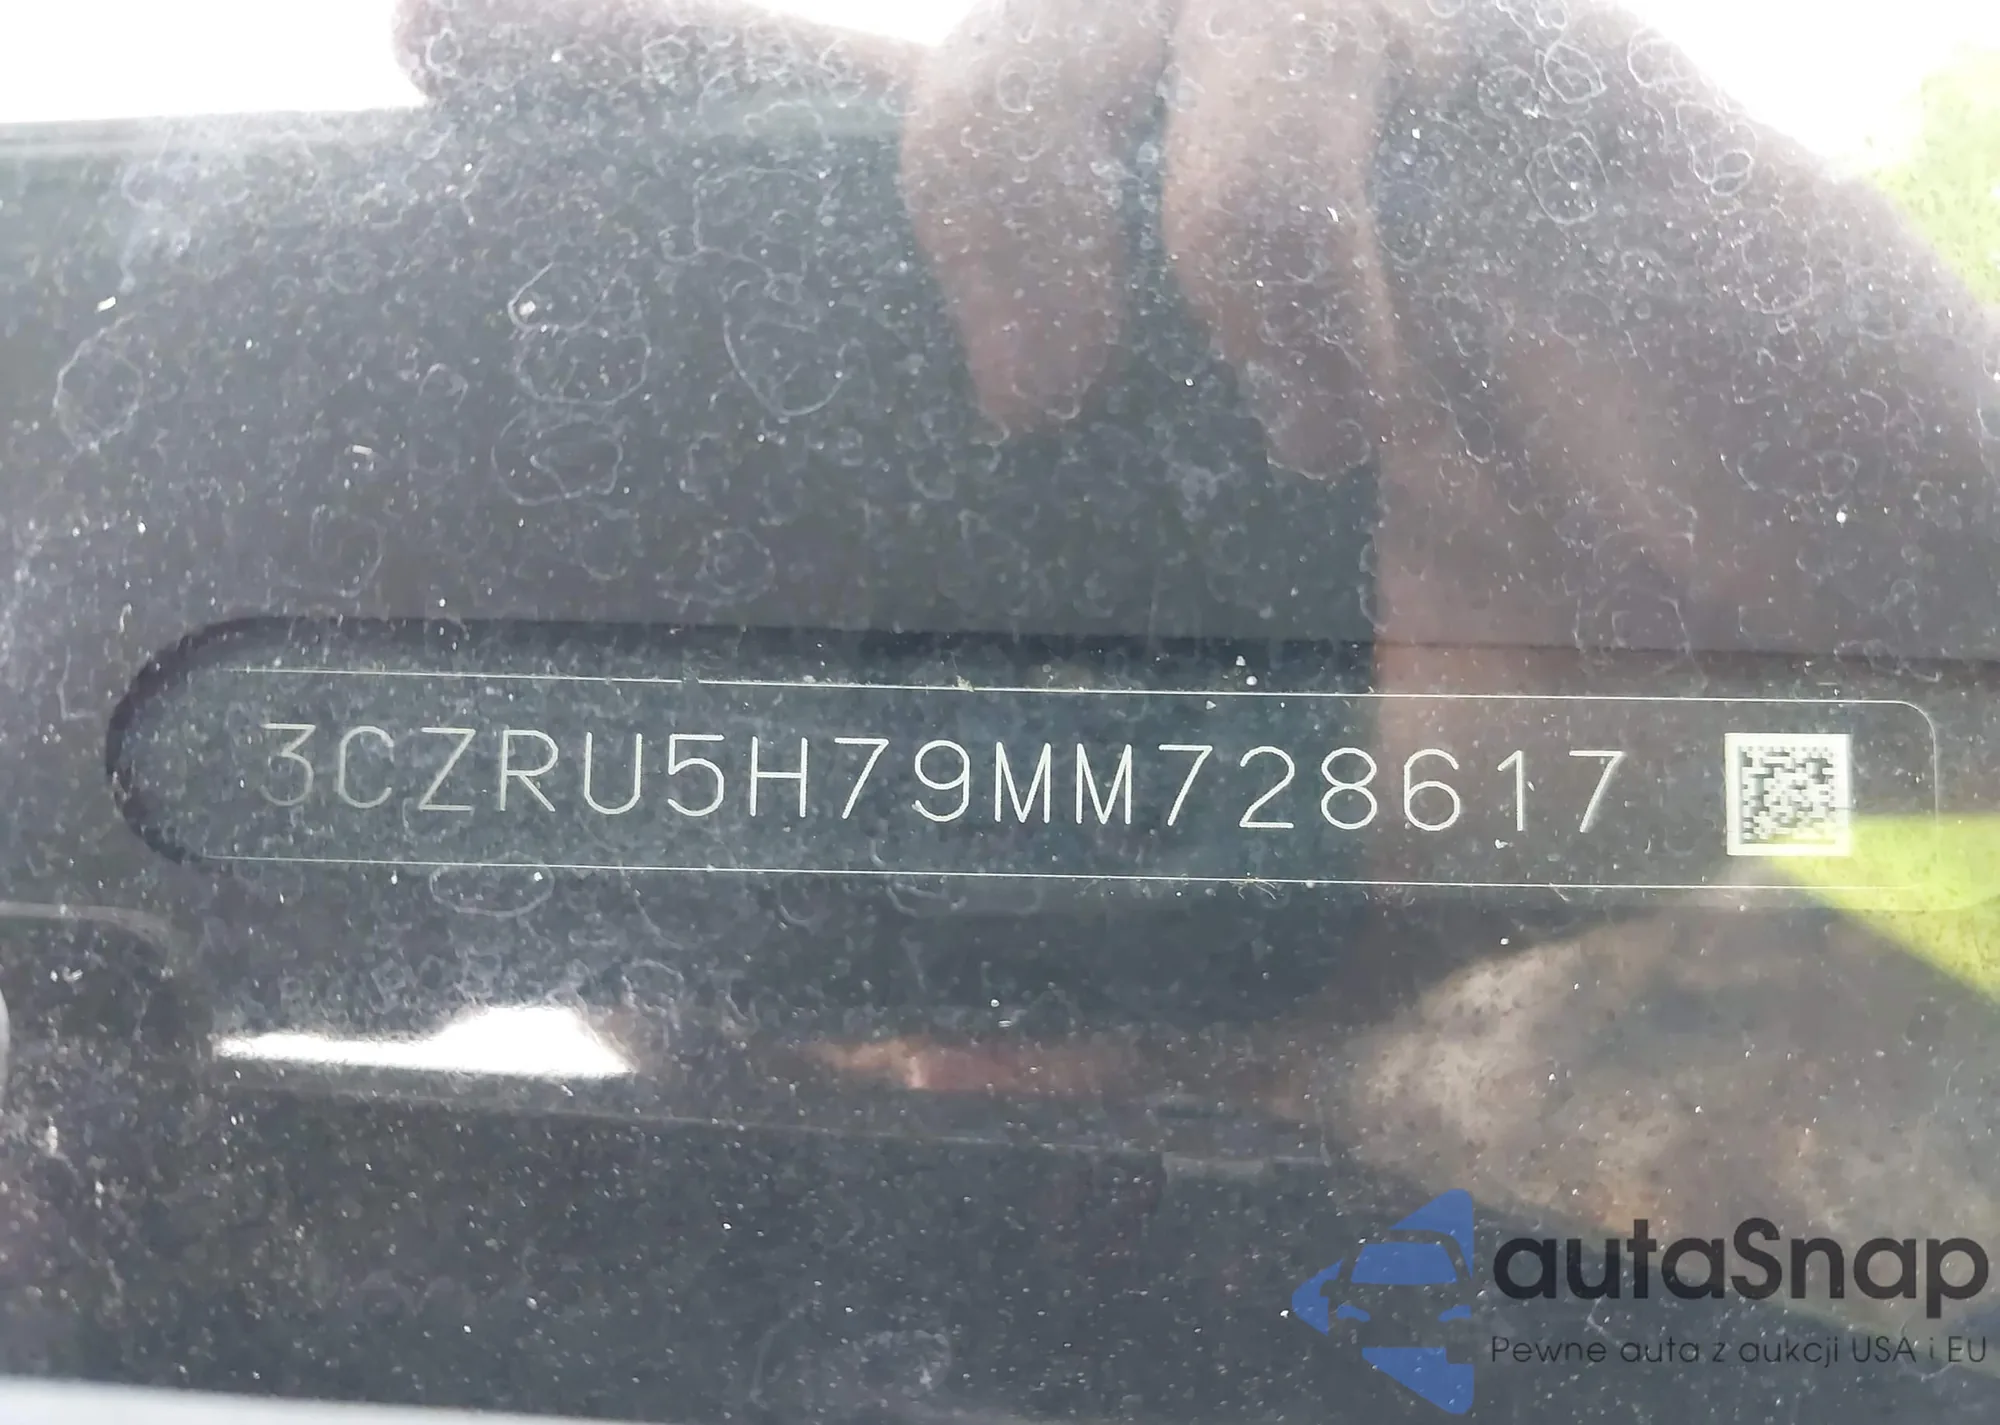 3CZRU5H79MM728617
autaSnap
Pewne auta z aukcji USA i EU